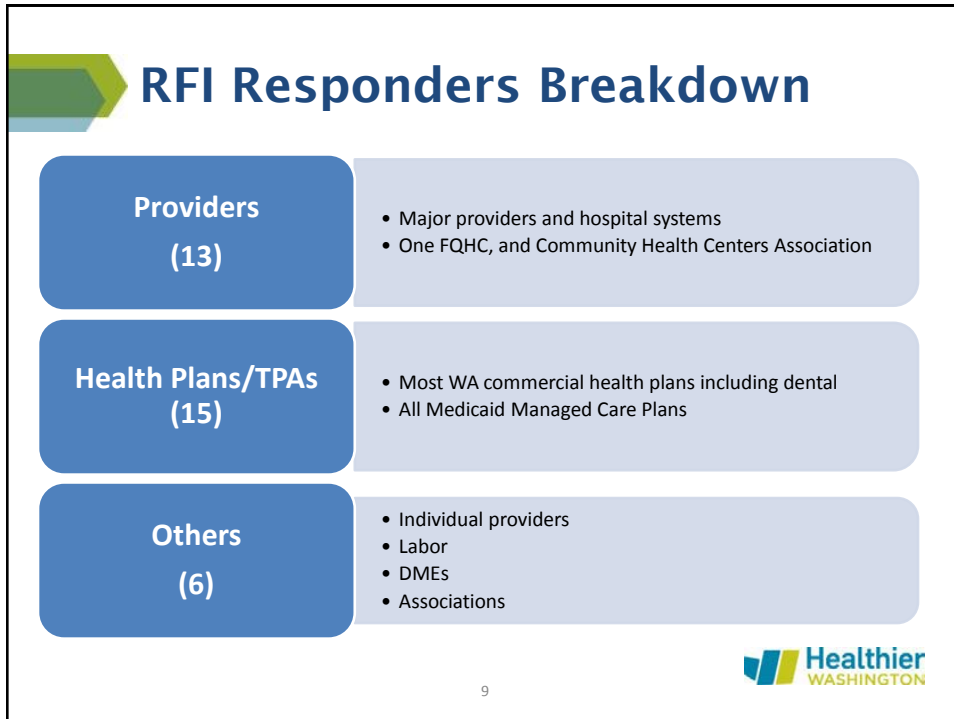 RFI Responders Breakdown
Providers
(13)
• Major providers and hospital systems
• One FQHC, and Community Health Centers Association
Health Plans/TPAs
(15)
• Most WA commercial health plans including dental
• All Medicaid Managed Care Plans
Others
(6)
• Individual providers
• Labor
• DMEs
• Associations
Healthier
WASHINGTON
9